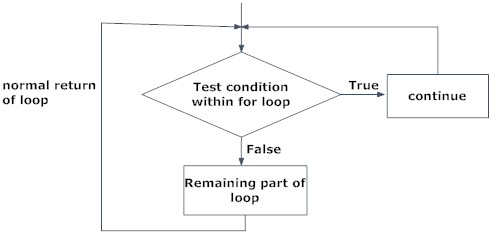 normal return
of loop
Test condition
within for loop
True
continue
False
Remaining part of
loop